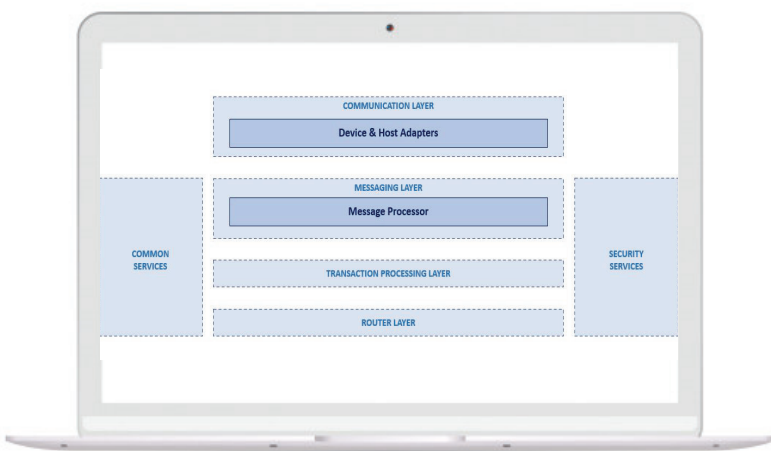 COMMUNICATION LAYER
Device & Host Adapters
MESSAGING LAYER
Message Processor
COMMON
SERVICES
TRANSACTION PROCESSING LAYER
SECURITY
SERVICES
ROUTER LAYER